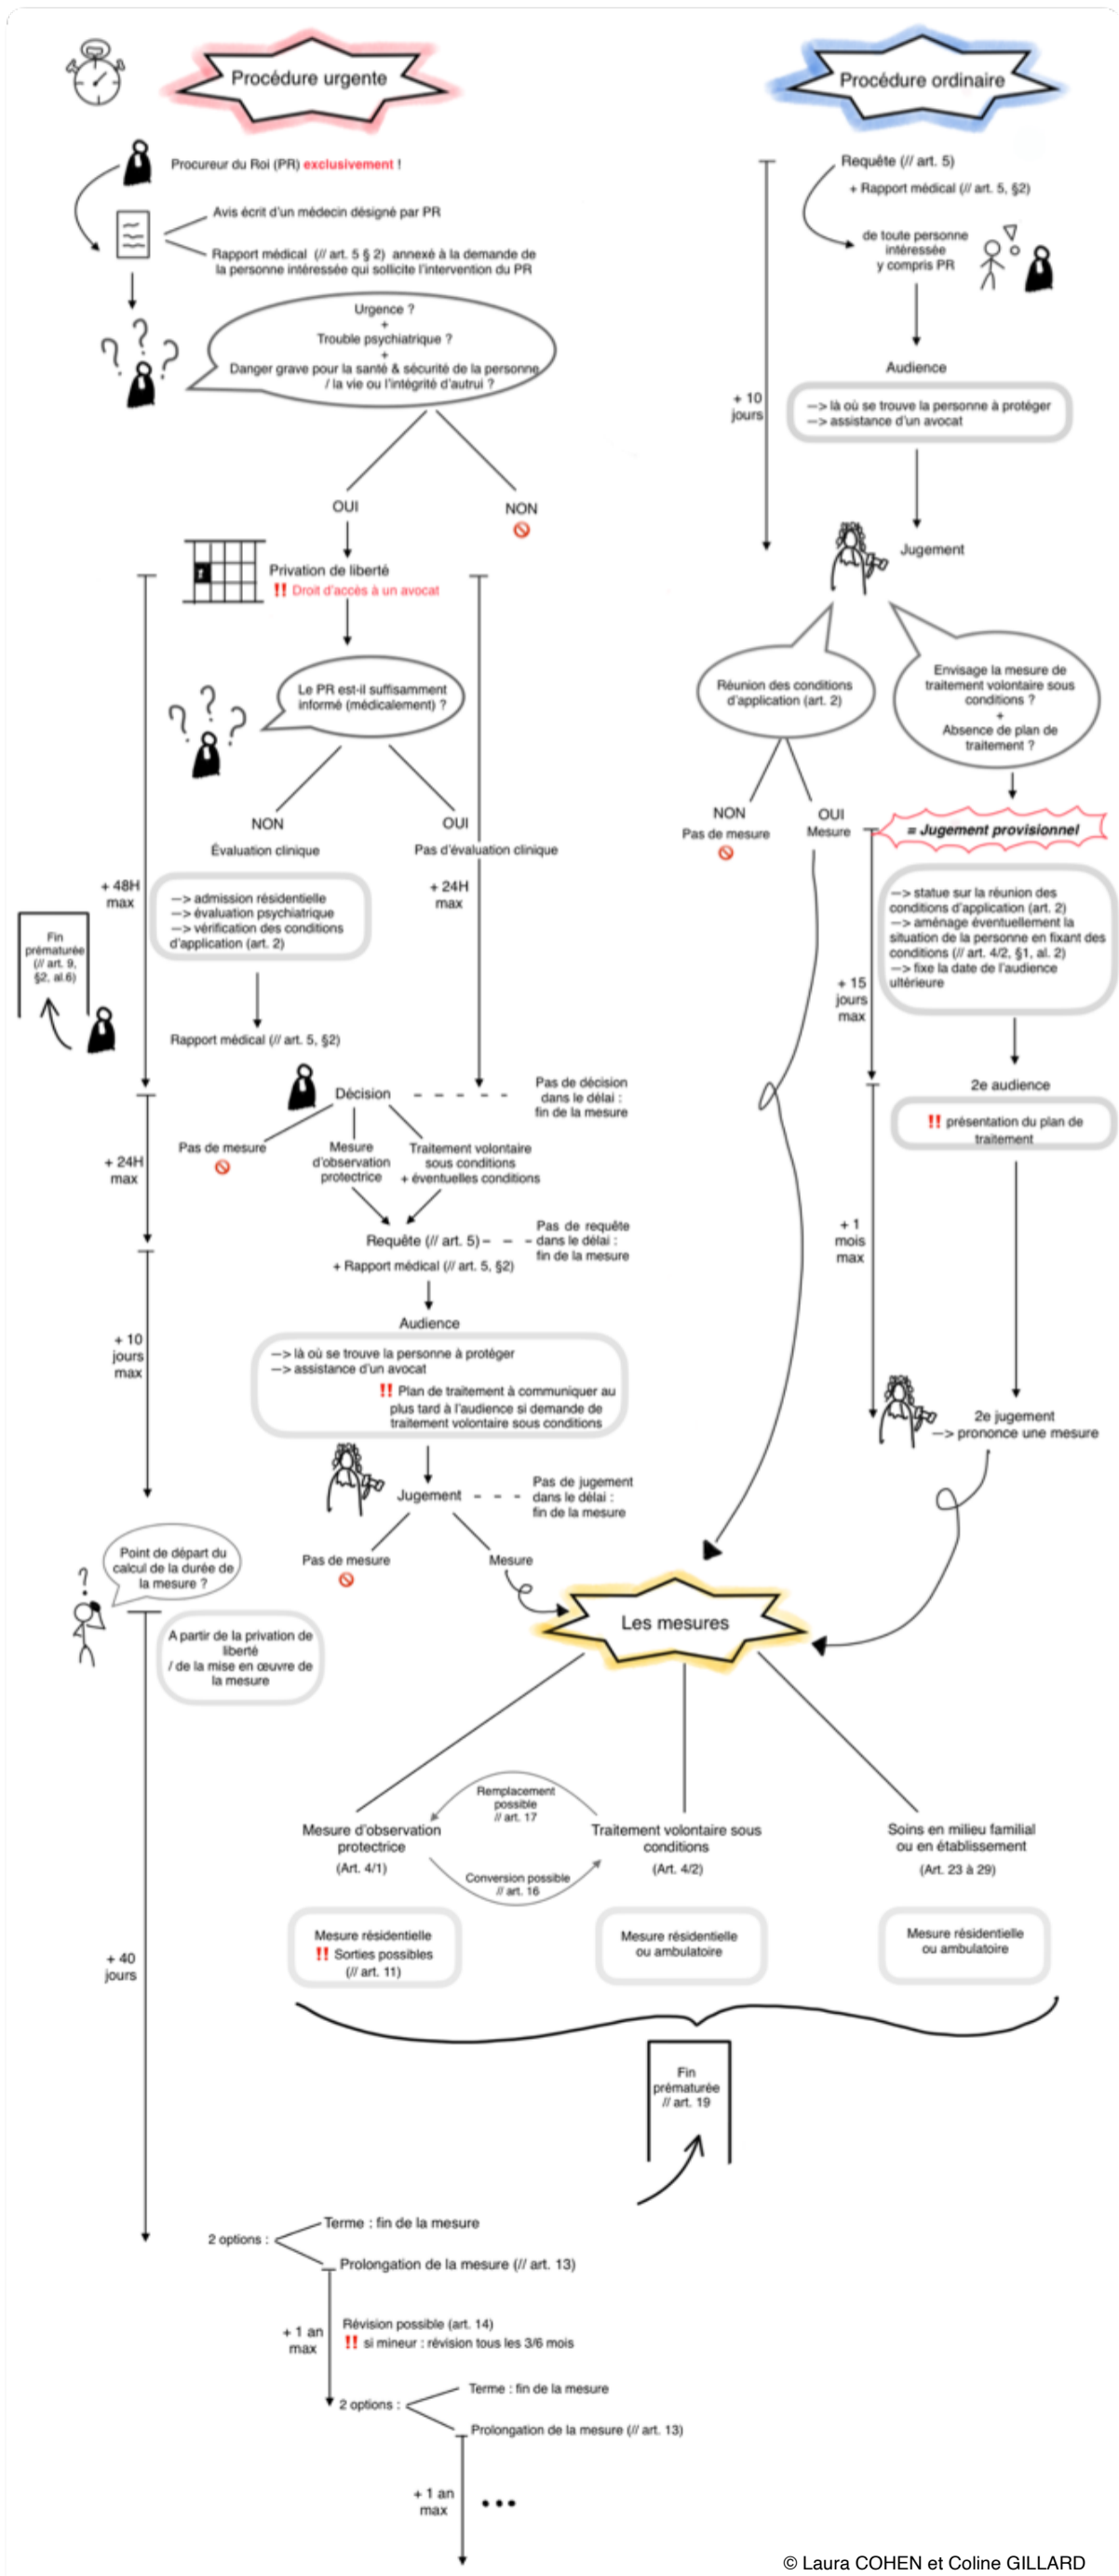 Procédure urgente
Procureur du Roi (PR) exclusivement !
Avis écrit d'un médecin désigné par PR
Rapport médical (// art. 5 § 2) annexé à la demande de
la personne intéressée qui sollicite l'intervention du PR
Urgence ?
+
Trouble psychiatrique ?
+
Danger grave pour la santé & sécurité de la personne
/ la vie ou l'intégrité d'autrui ?
OUI
NON
Privation de liberté
!! Droit d'accès à un avocat
Le PR est-il suffisamment
informé (médicalement) ?
NON
Évaluation clinique
OUI
Pas d'évaluation clinique
+ 48H
max
+ 24H
max
—> admission résidentielle
—> évaluation psychiatrique
—> vérification des conditions
d'application (art. 2)
Fin
prématurée
(// art. 9,
§2, al.6)
Rapport médical (// art. 5, §2)
Décision
Pas de décision
dans le délai :
fin de la mesure
+ 24H
max
Pas de mesure
Mesure
d'observation
protectrice
Traitement volontaire
sous conditions
+ éventuelles conditions
Requête (// art. 5)
+ Rapport médical (// art. 5, §2)
Pas de requête
dans le délai :
fin de la mesure
+ 10
jours
max
Audience
—> là où se trouve la personne à protéger
—> assistance d'un avocat
!! Plan de traitement à communiquer au
plus tard à l'audience si demande de
traitement volontaire sous conditions
Jugement
Pas de jugement
dans le délai :
fin de la mesure
Pas de mesure
Mesure
Procédure ordinaire
Requête (// art. 5)
+ Rapport médical (// art. 5, §2)
de toute personne
intéressée
y compris PR
+ 10
jours
Audience
—> là où se trouve la personne à protéger
—> assistance d'un avocat
Jugement
Réunion des conditions
d'application (art. 2)
Envisage la mesure de
traitement volontaire sous
conditions ?
+
Absence de plan de
traitement ?
NON
Pas de mesure
OUI
Mesure
= Jugement provisionnel
—> statue sur la réunion des
conditions d'application (art. 2)
—> aménage éventuellement la
situation de la personne en fixant des
conditions (// art. 4/2, §1, al. 2)
—> fixe la date de l'audience
ultérieure
+ 15
jours
max
2e audience
!! présentation du plan de
traitement
+ 1
mois
max
2e jugement
—> prononce une mesure
Point de départ du
calcul de la durée de
la mesure ?
A partir de la privation de
liberté
/ de la mise en œuvre de
la mesure
Les mesures
Remplacement
possible
// art. 17
Mesure d'observation
protectrice
(Art. 4/1)
Conversion possible
// art. 16
Traitement volontaire sous
conditions
(Art. 4/2)
Soins en milieu familial
ou en établissement
(Art. 23 à 29)
Mesure résidentielle
!! Sorties possibles
(// art. 11)
Mesure résidentielle
ou ambulatoire
Mesure résidentielle
ou ambulatoire
+ 40
jours
Fin
prématurée
// art. 19
2 options :
Terme : fin de la mesure
Prolongation de la mesure (// art. 13)
+ 1 an
max
Révision possible (art. 14)
!! si mineur : révision tous les 3/6 mois
2 options :
Terme : fin de la mesure
Prolongation de la mesure (// art. 13)
+ 1 an
max
•••
© Laura COHEN et Coline GILLARD